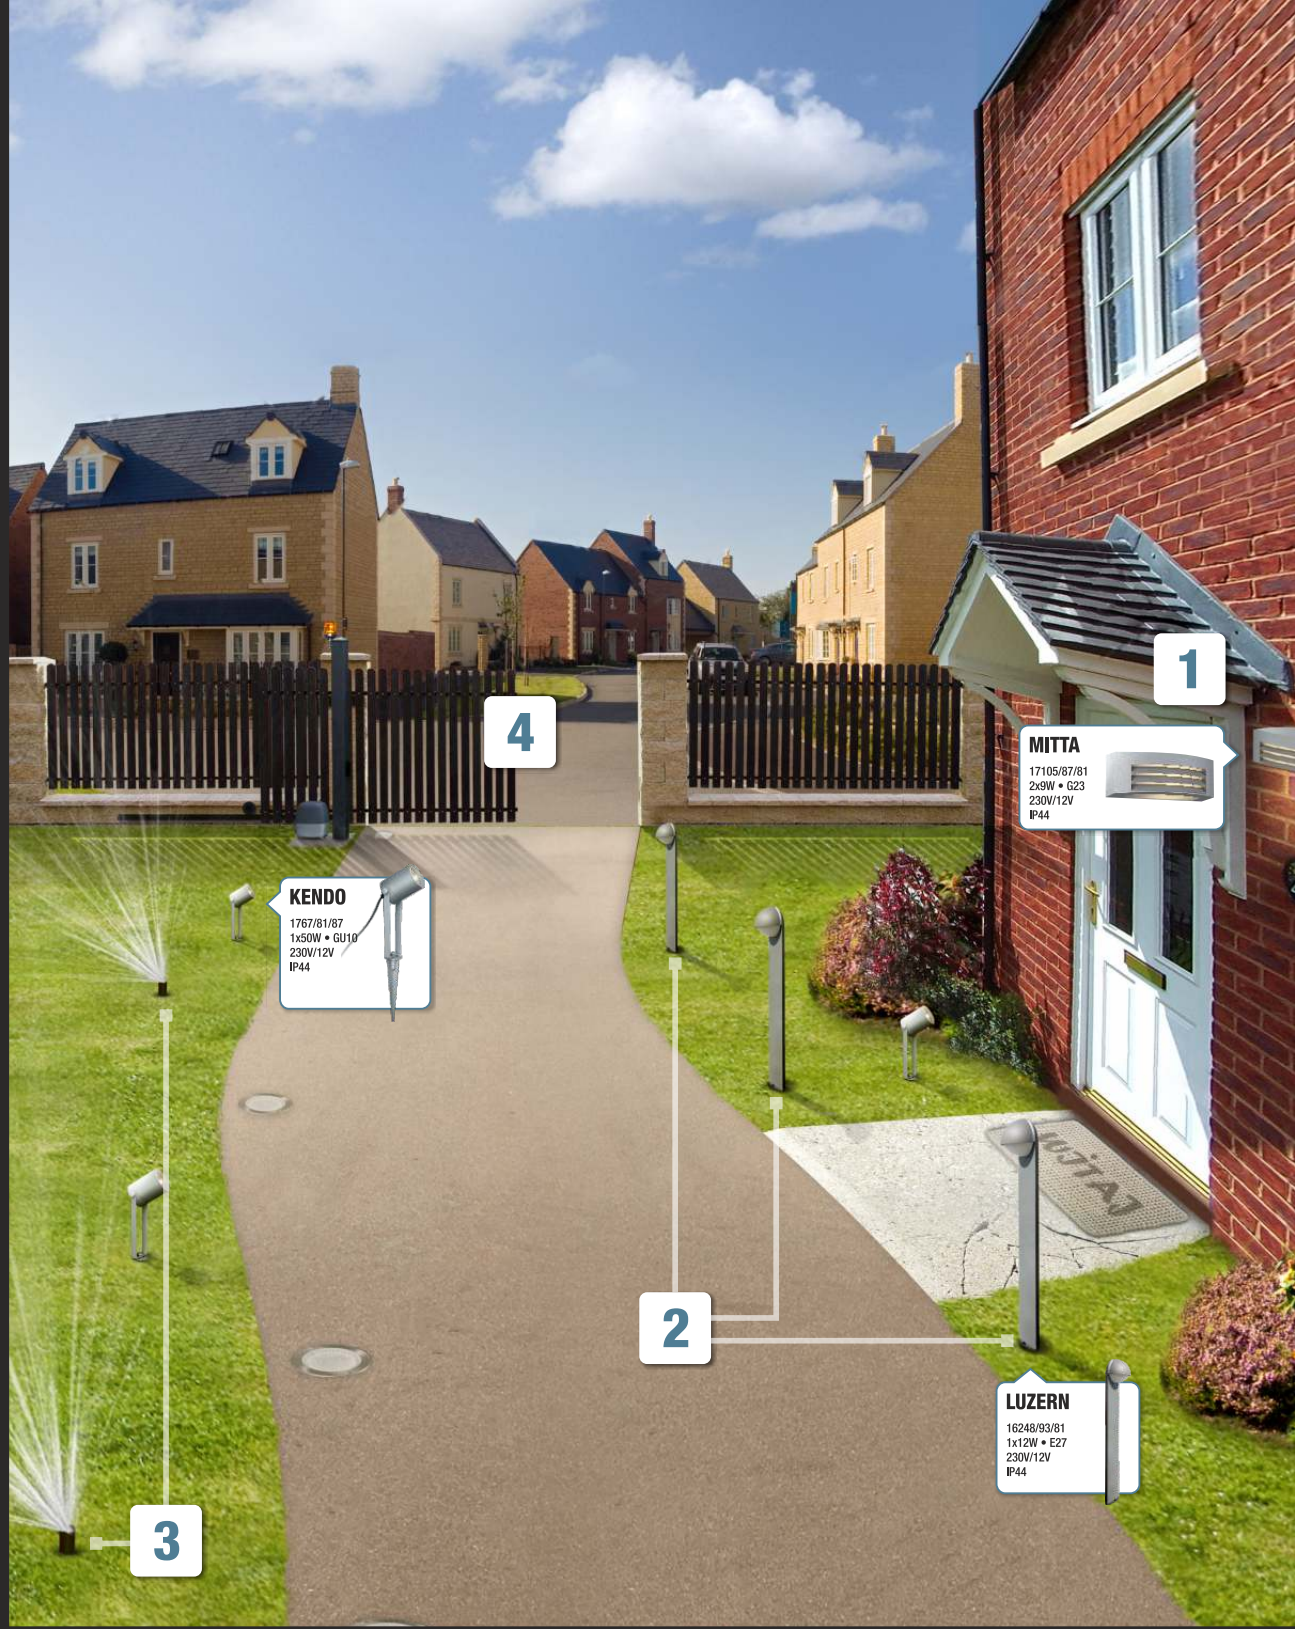 1
MITTA
17105/87/81
2x9W • G23
230V/12V
IP44
4
KENDO
1767/81/87
1x50W • GU10
230V/12V
IP44
2
LUZERN
16248/93/81
1x12W • E27
230V/12V
IP44
3